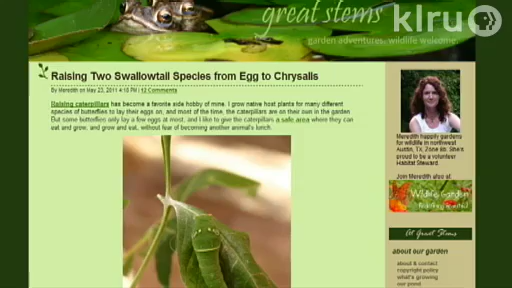 great stems
klru PBS
garden adventures. wildlife welcome.
Raising Two Swallowtail Species from Egg to Chrysalis
By Meredith on May 23, 2011 4:18 PM | 12 Comments
Raising caterpillars has become a favorite side hobby of mine. I grow native host plants for many different
species of butterflies to lay their eggs on, and most of the time, the caterpillars are on their own in the garden.
But some butterflies only lay a few eggs at most, and I like to give the caterpillars a safe area where they
can eat and grow, and grow and eat, without fear of becoming another animal's lunch.
Meredith happily gardens
for wildlife in northwest
Austin, TX, Zone 8b. She's
proud to be a volunteer
Habitat Steward.
Join Meredith also at:
Wildlife Garden
At Great Stems
about our garden
about & contact
copyright policy
what's growing
our pond